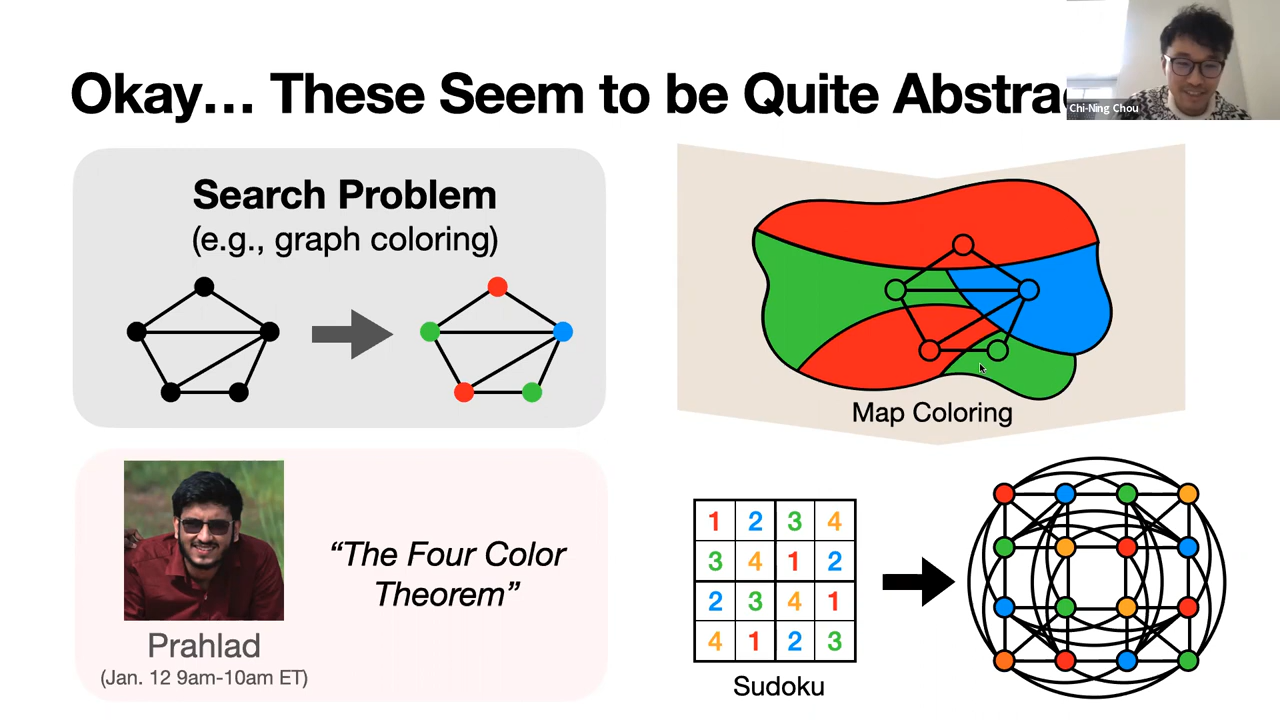 Okay... These Seem to be Quite Abstrac
Chi-Ning Chou
Search Problem
(e.g., graph coloring)
Map Coloring
Prahlad
(Jan. 12 9am-10am ET)
“The Four Color
Theorem”
1 2 3 4
3 4 1 2
2 3 4 1
4 1 2 3
Sudoku